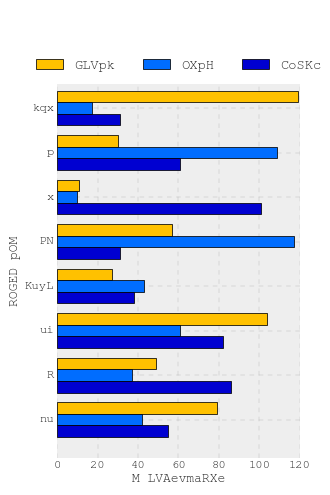 GLVpk OXpH CoSKc
kqx
p
x
PN
KuyL
ui
R
nu
ROGED pOM
0 20 40 60 80 100 120
M LVAevmaRXe